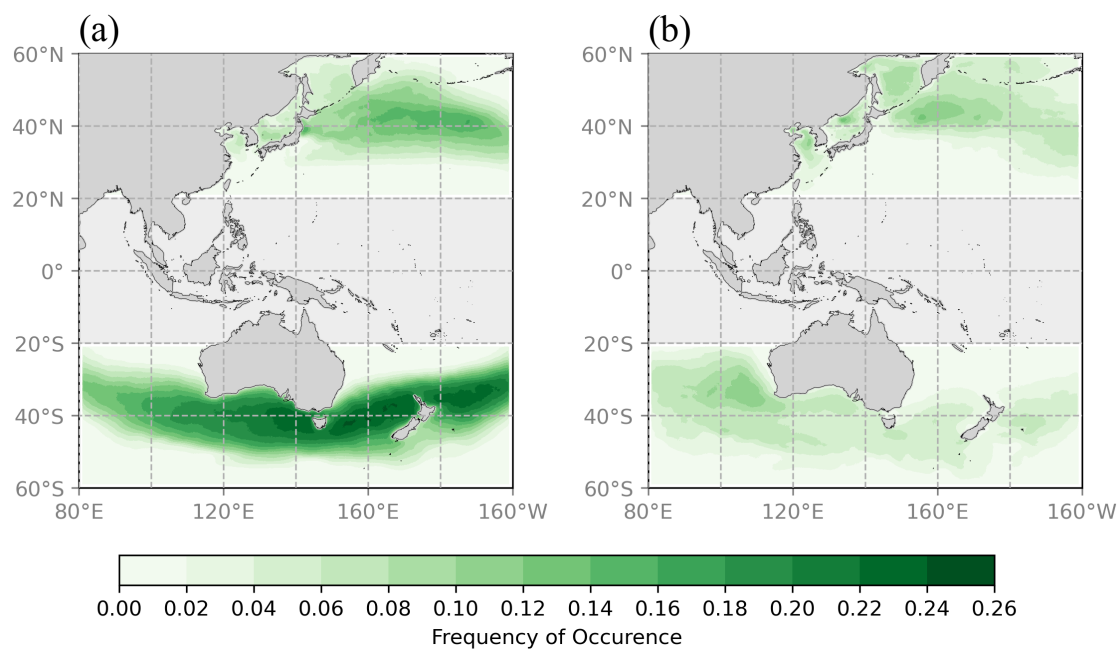 (a) (b)
60°N 60°N
40°N 40°N
20°N 20°N
0° 0°
20°S 20°S
40°S 40°S
60°S 60°S
80°E 120°E 160°E 160°W 80°E 120°E 160°E 160°W
0.00 0.02 0.04 0.06 0.08 0.10 0.12 0.14 0.16 0.18 0.20 0.22 0.24 0.26
Frequency of Occurence